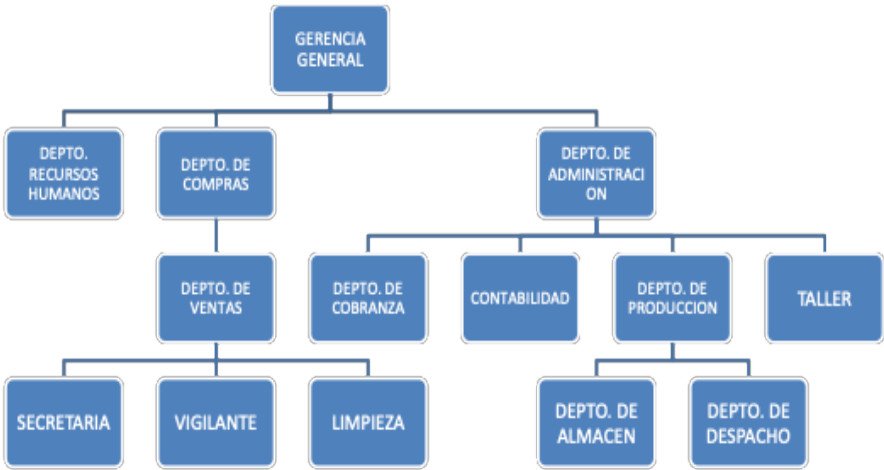 GERENCIA
GENERAL
DEPTO.
RECURSOS
HUMANOS
DEPTO. DE
COMPRAS
DEPTO. DE
ADMINISTRACI
ON
DEPTO. DE
VENTAS
DEPTO. DE
COBRANZA
CONTABILIDAD
DEPTO. DE
PRODUCCION
TALLER
SECRETARIA
VIGILANTE
LIMPIEZA
DEPTO. DE
ALMACEN
DEPTO. DE
DESPACHO